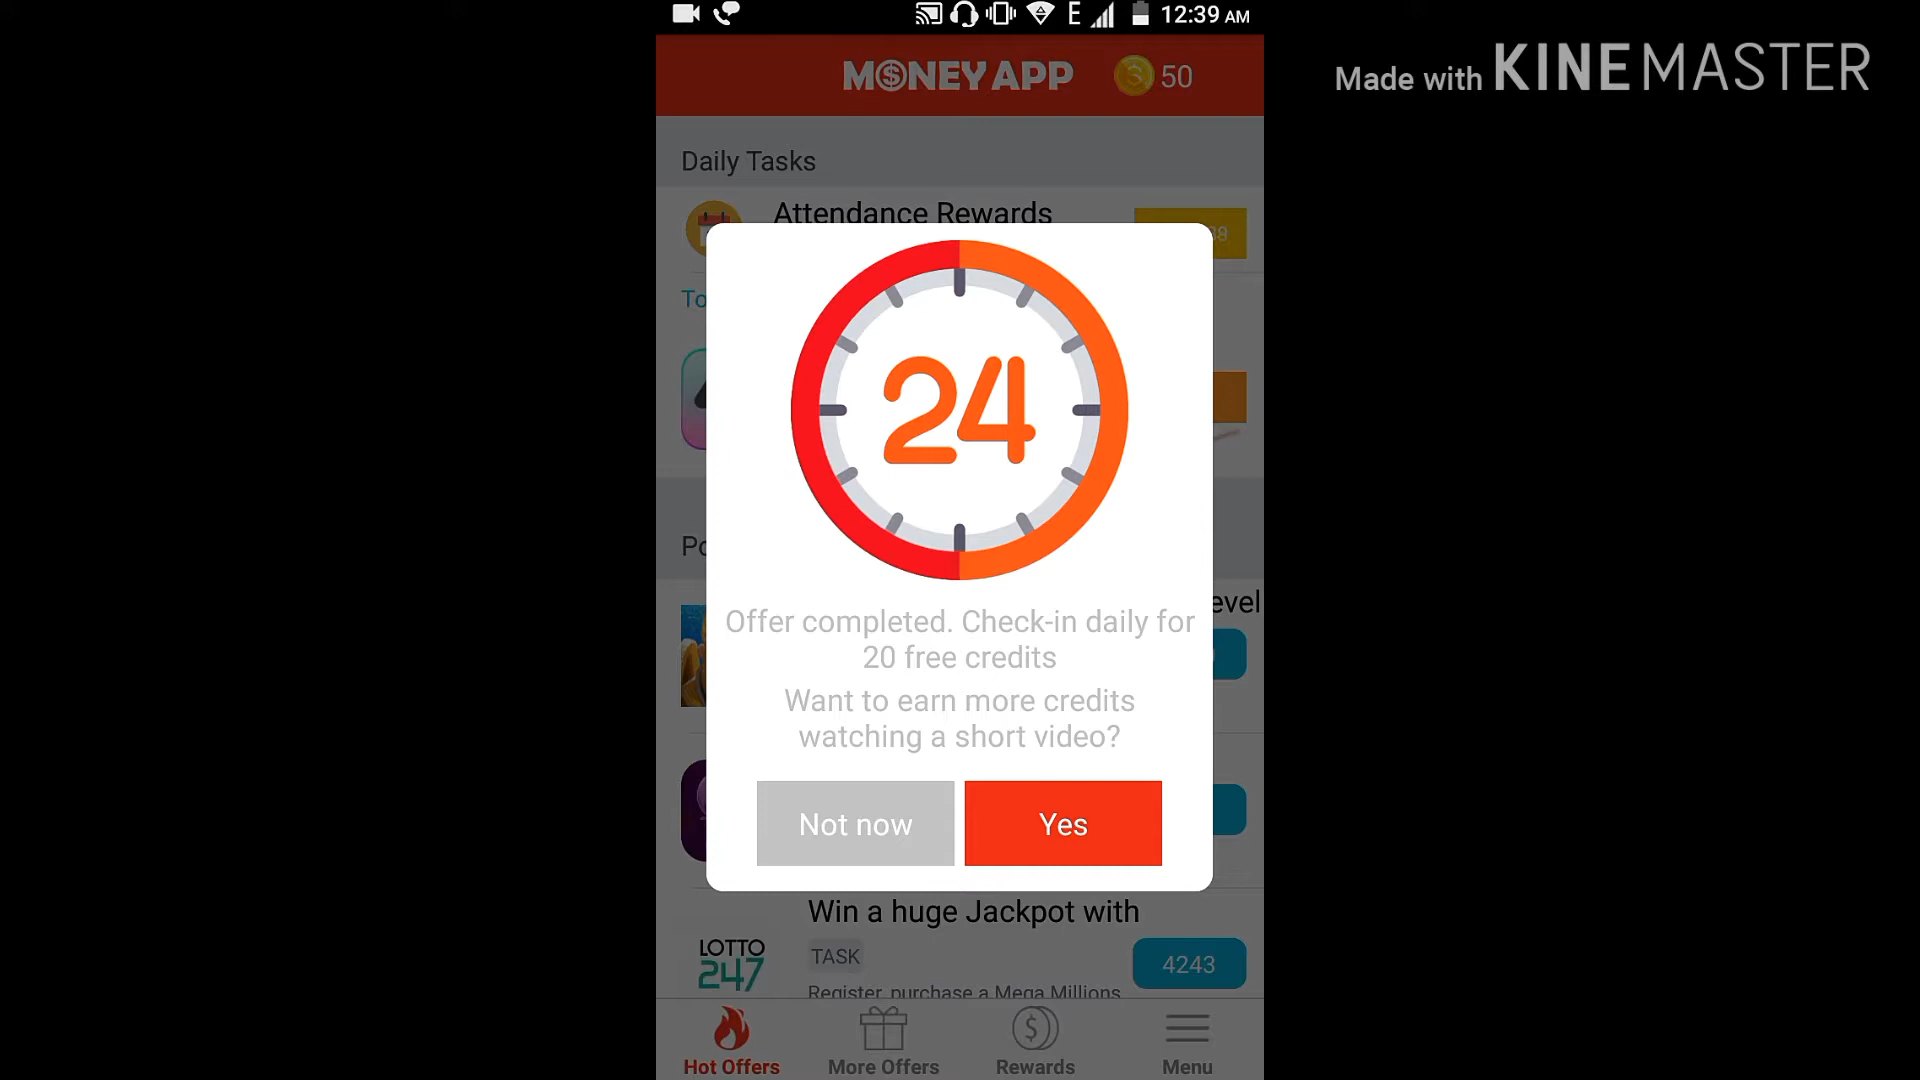 12:39 AM
E
Made with KINEMASTER
MONEY APP
50
Daily Tasks
Attendance Rewards
24
Offer completed. Check-in daily for
20 free credits
Want to earn more credits
watching a short video?
Not now
Yes
Win a huge Jackpot with
LOTTO
247
TASK
4243
Register, purchase a Mega Millions
Hot Offers
More Offers
Rewards
Menu